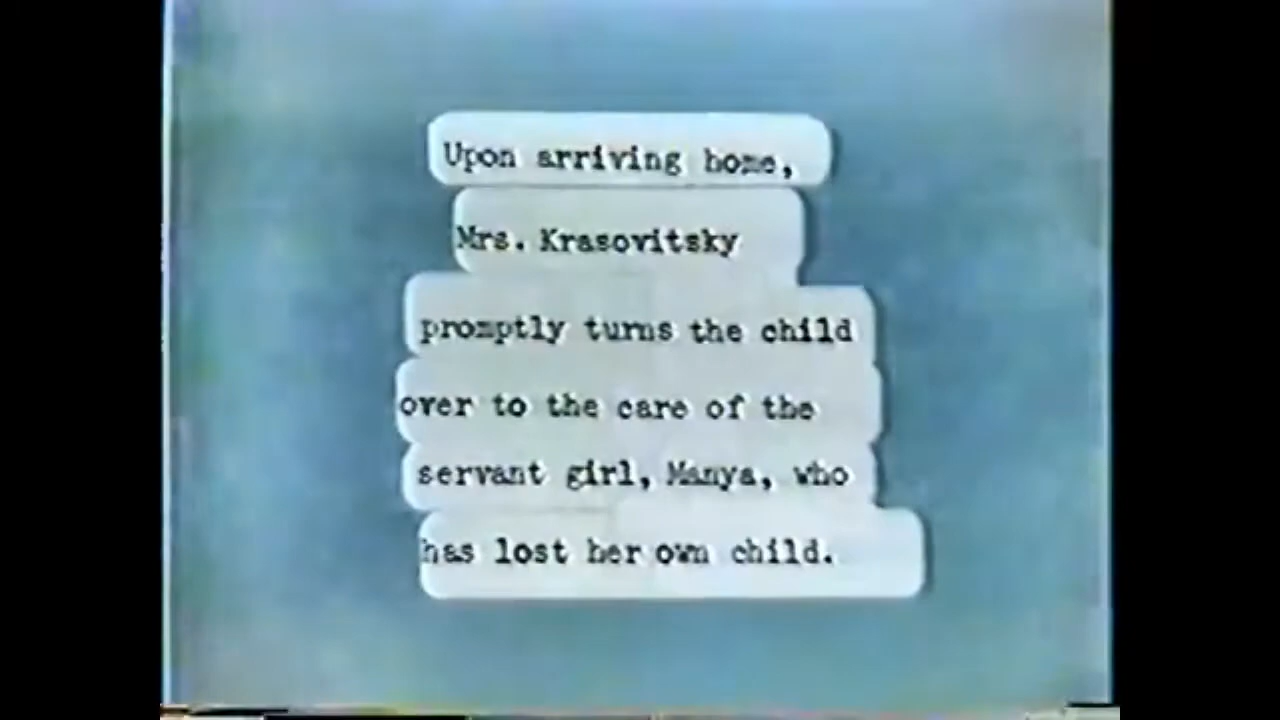 Upon arriving home,
Mrs. Krasovitsky
promptly turns the child
over to the care of the
servant girl, Manya, who
has lost her own child.